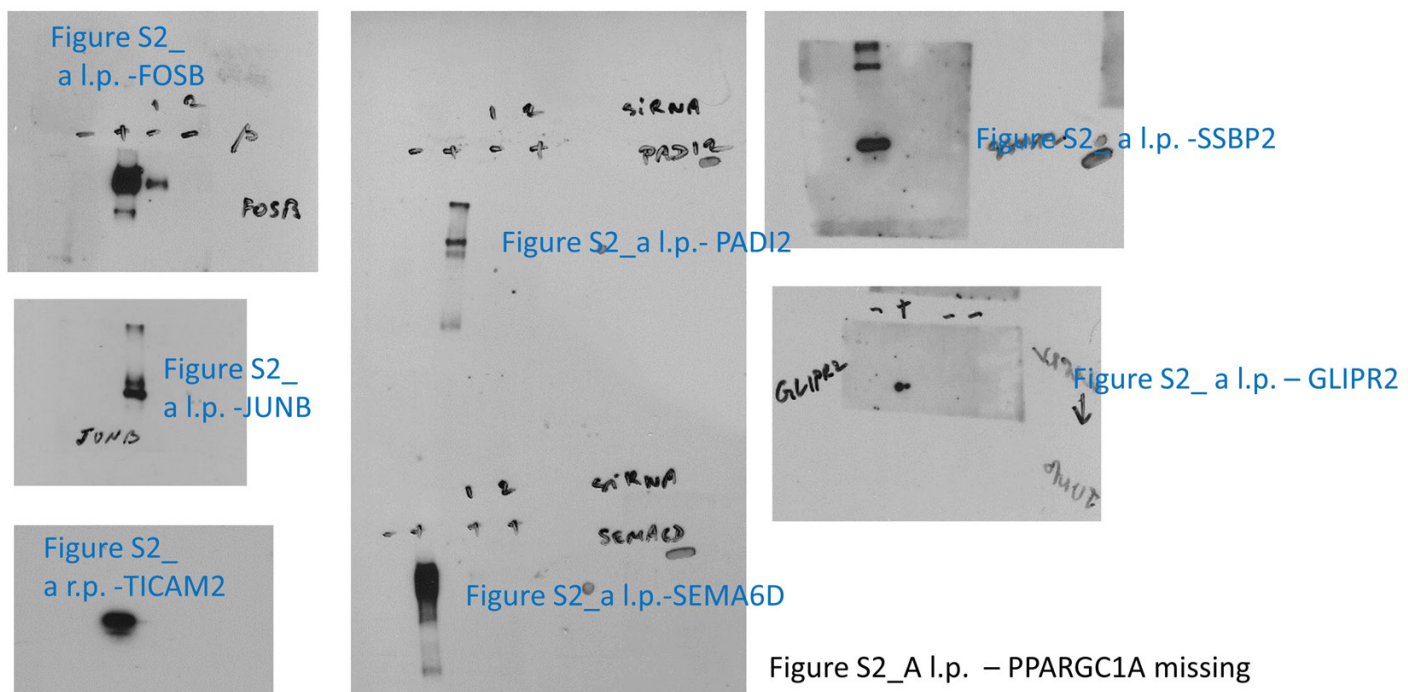 Figure S2_
a l.p. -FOSB
1 2
- + - -
FOSB
Figure S2_
a l.p. -JUNB
JUNB
Figure S2_
a r.p. -TICAM2
1 2 siRNA
- + - + PADI2
Figure S2_a l.p.- PADI2
1 2 siRNA
- + + + SEMA6D
Figure S2_a l.p.-SEMA6D
Figure S2_ a l.p. -SSBP2
- + - -
GLIPR2
Figure S2_ a l.p. – GLIPR2
Figure S2_A l.p. – PPARGC1A missing